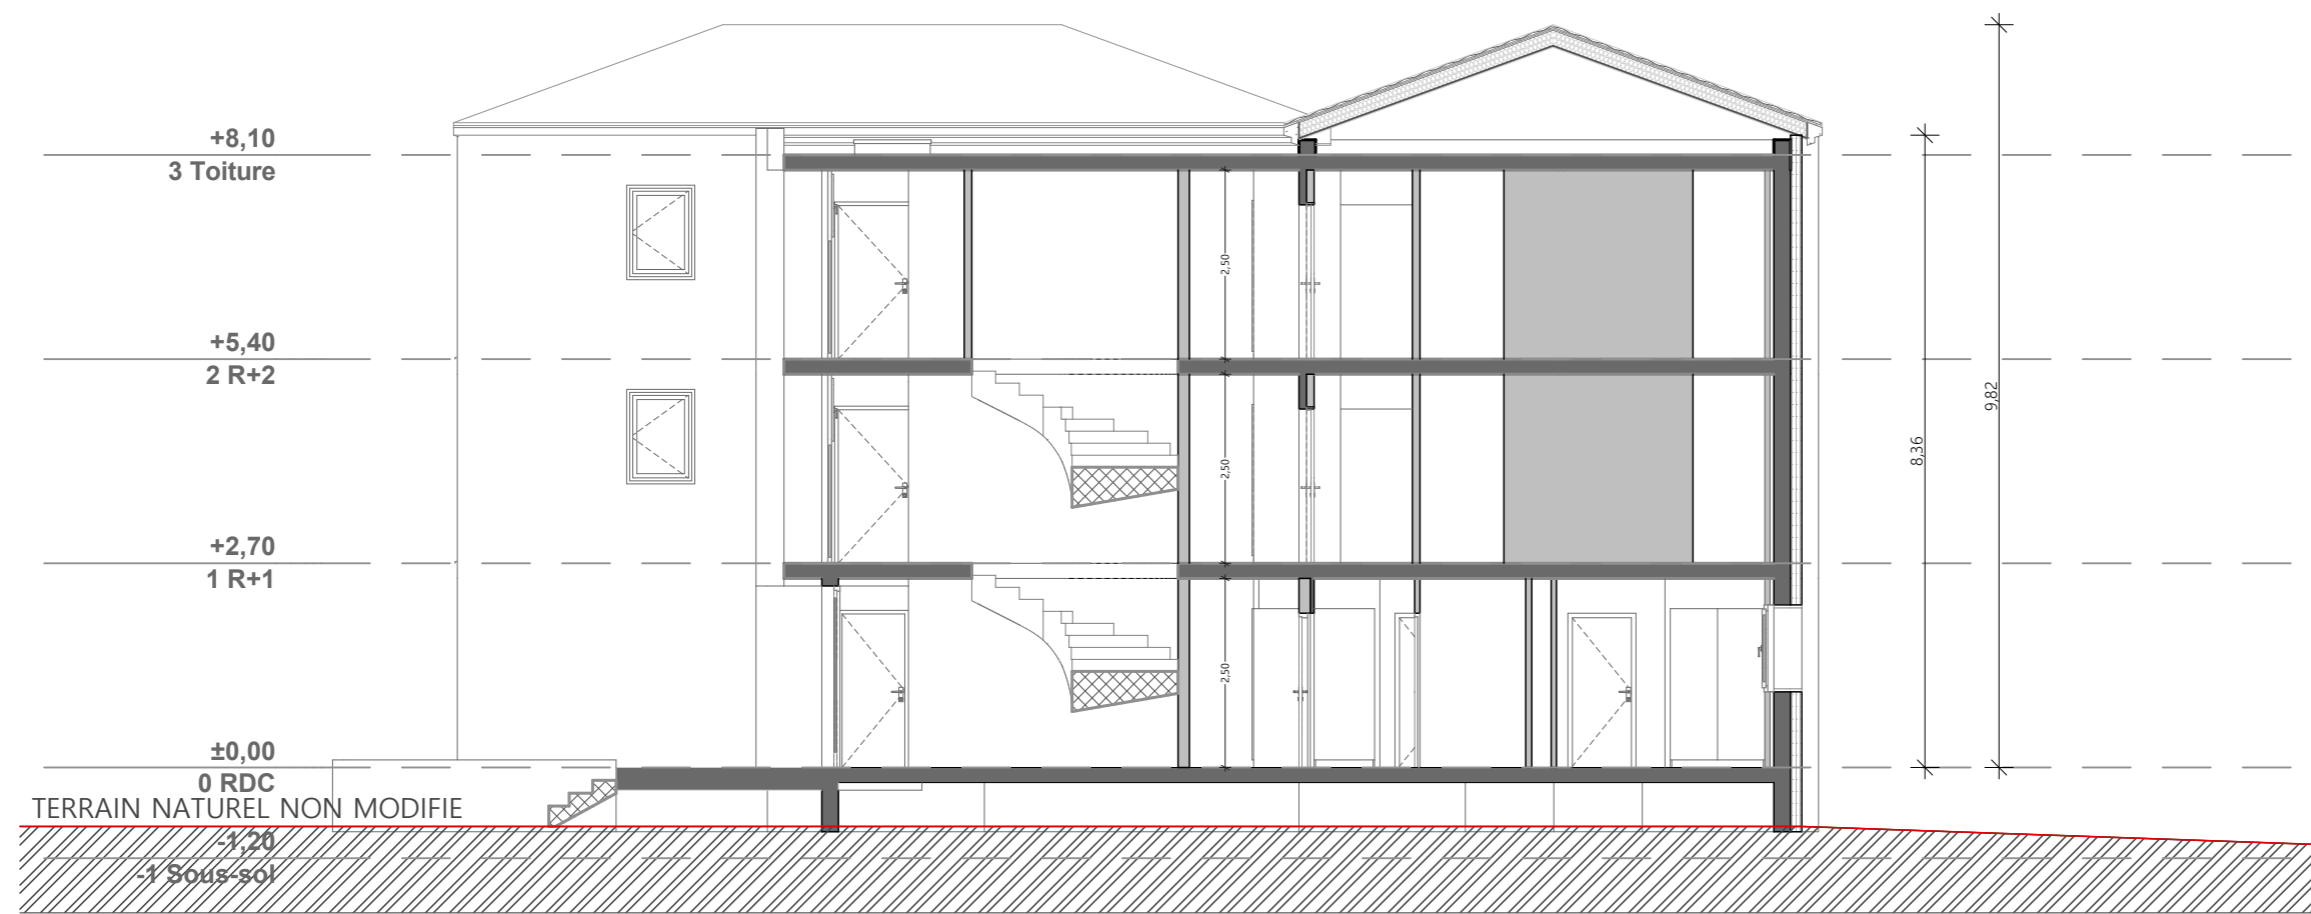 +8,10
3 Toiture
2,50
+5,40
2 R+2
9,82
8,36
2,50
+2,70
1 R+1
2,50
±0,00
0 RDC
TERRAIN NATUREL NON MODIFIE
-1,20
-1 Sous-sol